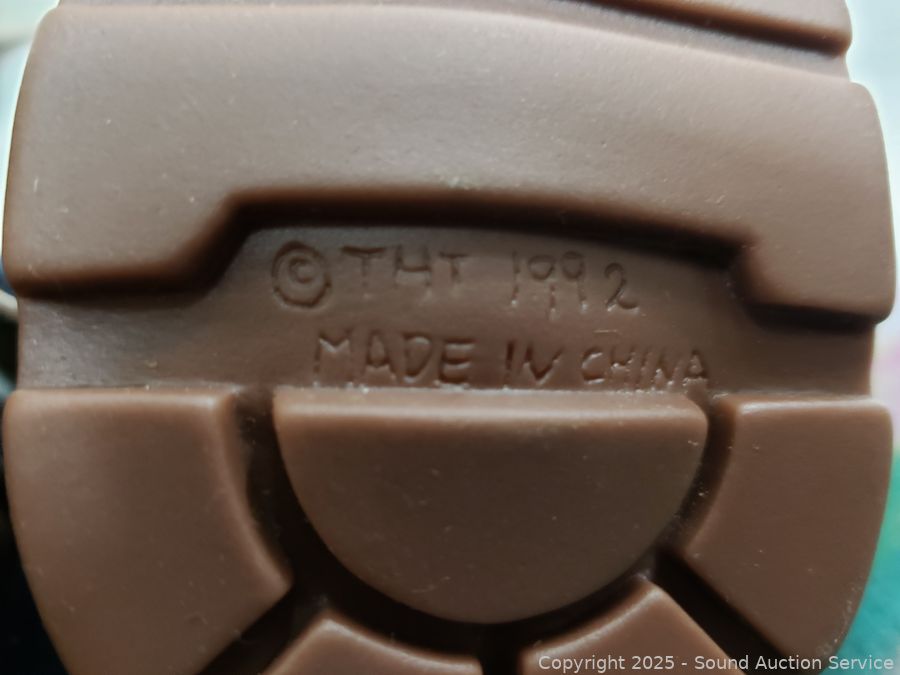 © THT 1992
MADE IN CHINA
Copyright 2025 - Sound Auction Service